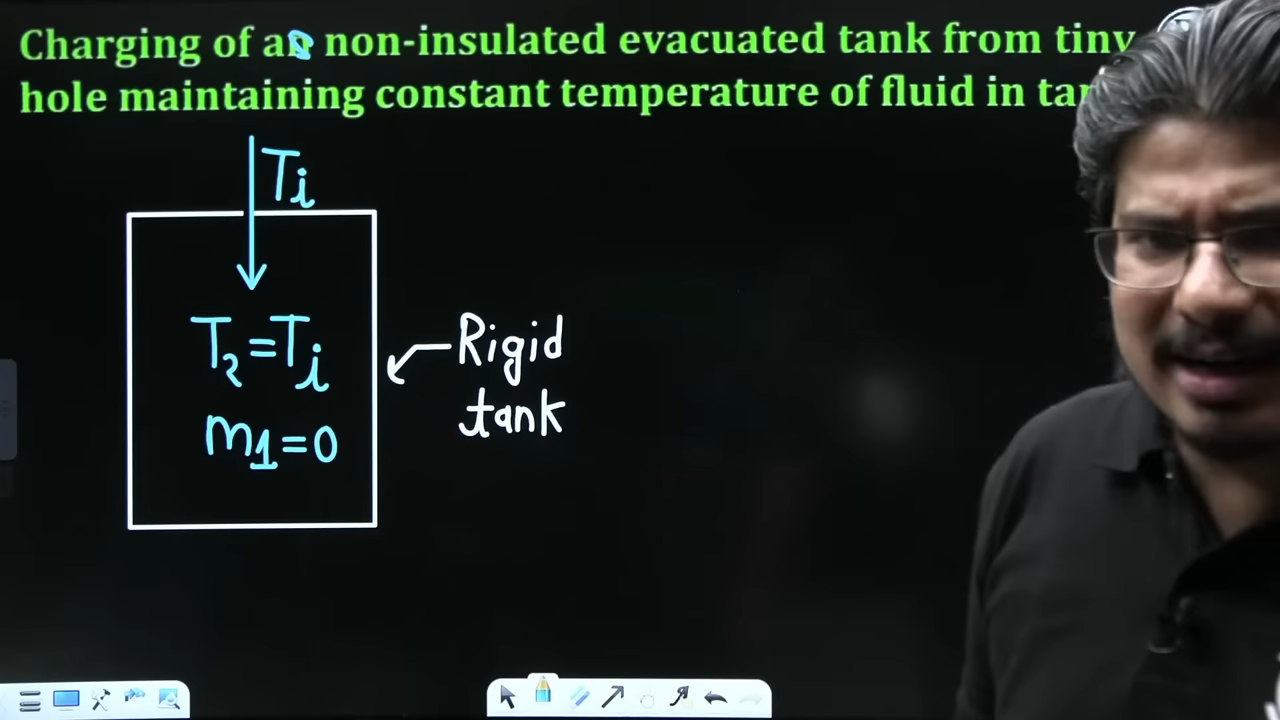 Charging of a non-insulated evacuated tank from tiny
hole maintaining constant temperature of fluid in
Ti
T2=Ti
m1=0
Rigid
tank